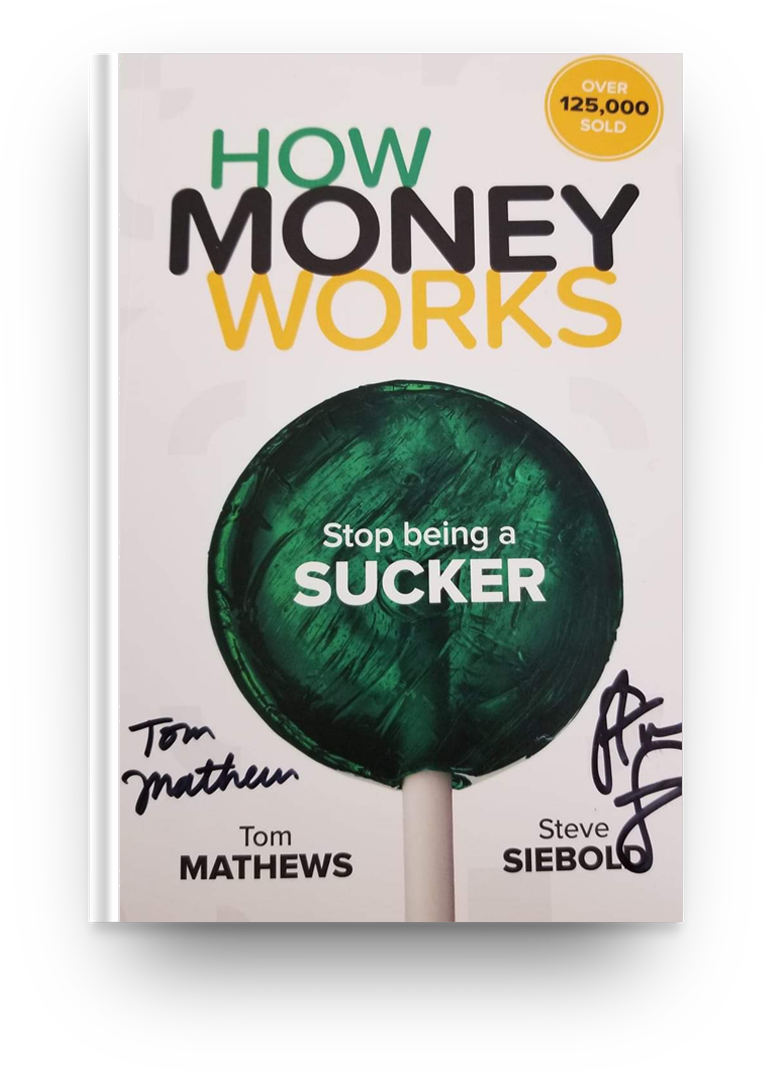 OVER
125,000
SOLD
HOW
MONEY
WORKS
Stop being a
SUCKER
Tom
Mathews
Tom
MATHEWS
Steve
SIEBOLD